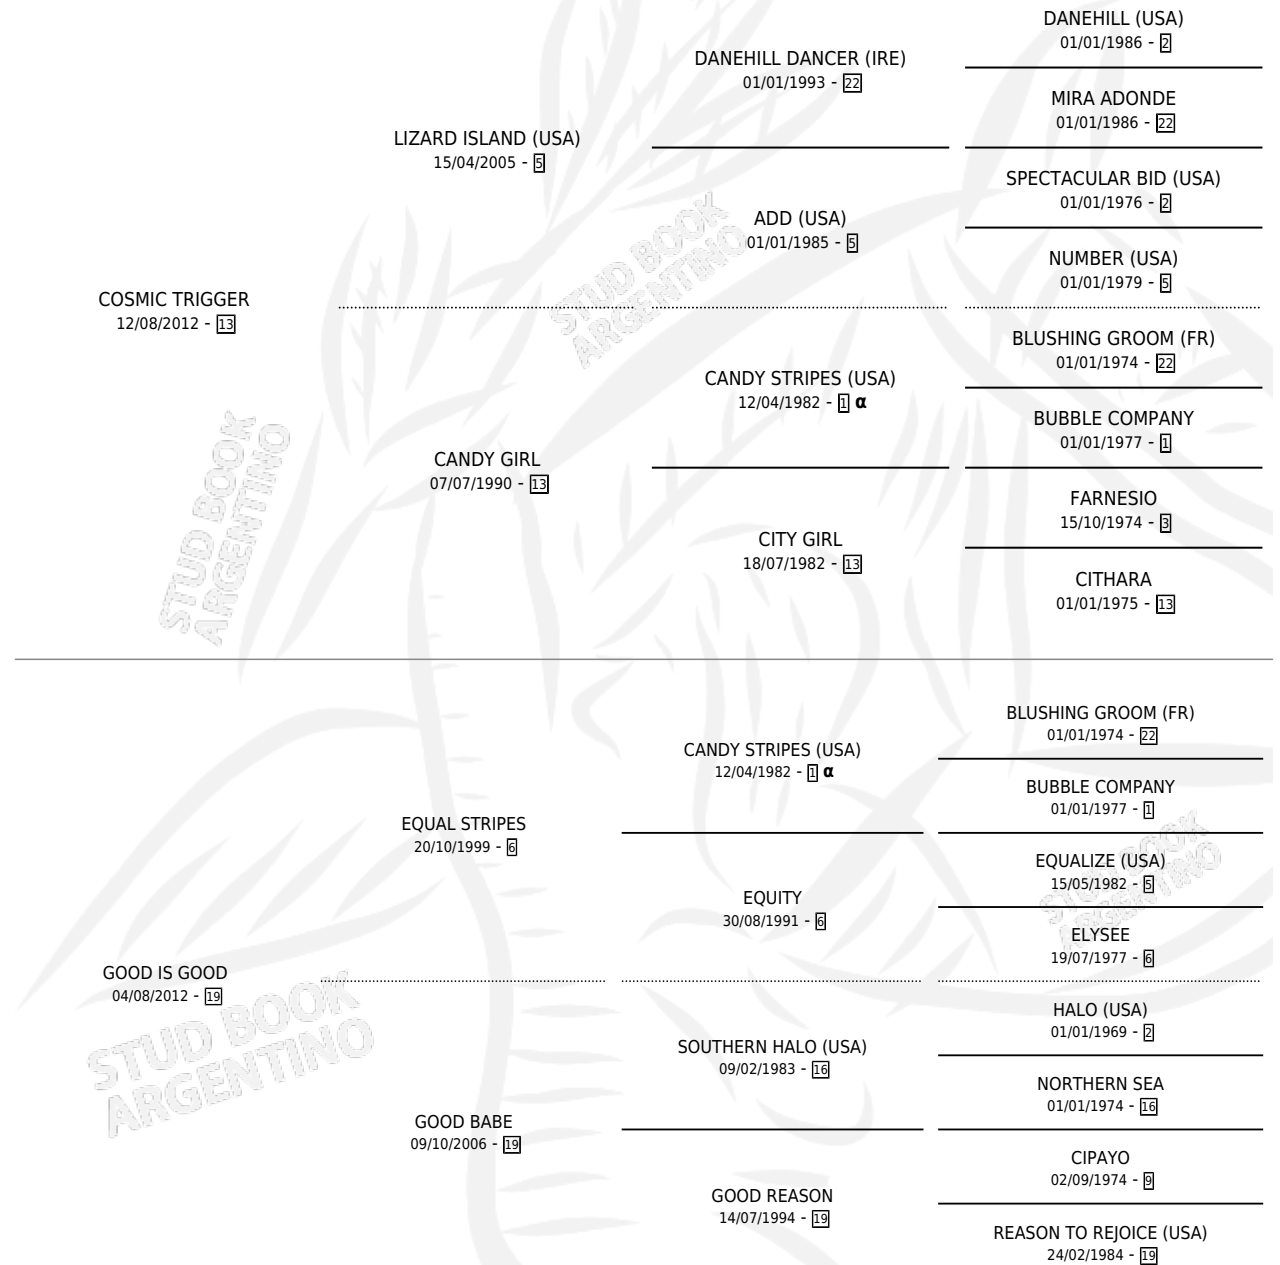 COSMIC TRIGGER
12/08/2012 - 13
LIZARD ISLAND (USA)
15/04/2005 - 5
DANEHILL DANCER (IRE)
01/01/1993 - 22
DANEHILL (USA)
01/01/1986 - 2
MIRA ADONDE
01/01/1986 - 22
ADD (USA)
01/01/1985 - 5
SPECTACULAR BID (USA)
01/01/1976 - 2
NUMBER (USA)
01/01/1979 - 5
CANDY GIRL
07/07/1990 - 13
CANDY STRIPES (USA)
12/04/1982 - 1 α
BLUSHING GROOM (FR)
01/01/1974 - 22
BUBBLE COMPANY
01/01/1977 - 1
CITY GIRL
18/07/1982 - 13
FARNESIO
15/10/1974 - 3
CITHARA
01/01/1975 - 13
GOOD IS GOOD
04/08/2012 - 19
EQUAL STRIPES
20/10/1999 - 6
CANDY STRIPES (USA)
12/04/1982 - 1 α
BLUSHING GROOM (FR)
01/01/1974 - 22
BUBBLE COMPANY
01/01/1977 - 1
EQUITY
30/08/1991 - 6
EQUALIZE (USA)
15/05/1982 - 5
ELYSEE
19/07/1977 - 6
GOOD BABE
09/10/2006 - 19
SOUTHERN HALO (USA)
09/02/1983 - 16
HALO (USA)
01/01/1969 - 2
NORTHERN SEA
01/01/1974 - 16
GOOD REASON
14/07/1994 - 19
CIPAYO
02/09/1974 - 9
REASON TO REJOICE (USA)
24/02/1984 - 19
STUD BOOK
ARGENTINO
STUD BOOK
ARGENTINO
STUD BOOK
ARGENTINO
STUD BOOK
ARGENTINO